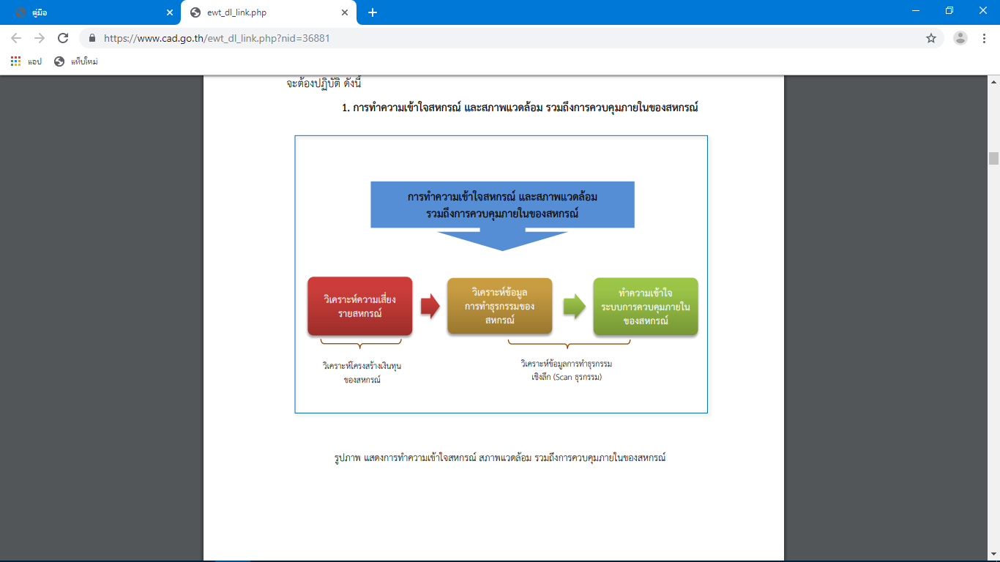 คู่มือ
ewt_dl_link.php
https://www.cad.go.th/ewt_dl_link.php?nid=36881
แอป
แท็บใหม่
จะต้องปฏิบัติ ดังนี้
1. การทำความเข้าใจสหกรณ์ และสภาพแวดล้อม รวมถึงการควบคุมภายในของสหกรณ์
การทำความเข้าใจสหกรณ์ และสภาพแวดล้อม
รวมถึงการควบคุมภายในของสหกรณ์
วิเคราะห์ความเสี่ยง
รายสหกรณ์
วิเคราะห์ข้อมูล
การทำธุรกรรมของ
สหกรณ์
ทำความเข้าใจ
ระบบการควบคุมภายใน
ของสหกรณ์
วิเคราะห์โครงสร้างเงินทุน
ของสหกรณ์
วิเคราะห์ข้อมูลการทำธุรกรรม
เชิงลึก (Scan ธุรกรรม)
รูปภาพ แสดงการทำความเข้าใจสหกรณ์ สภาพแวดล้อม รวมถึงการควบคุมภายในของสหกรณ์